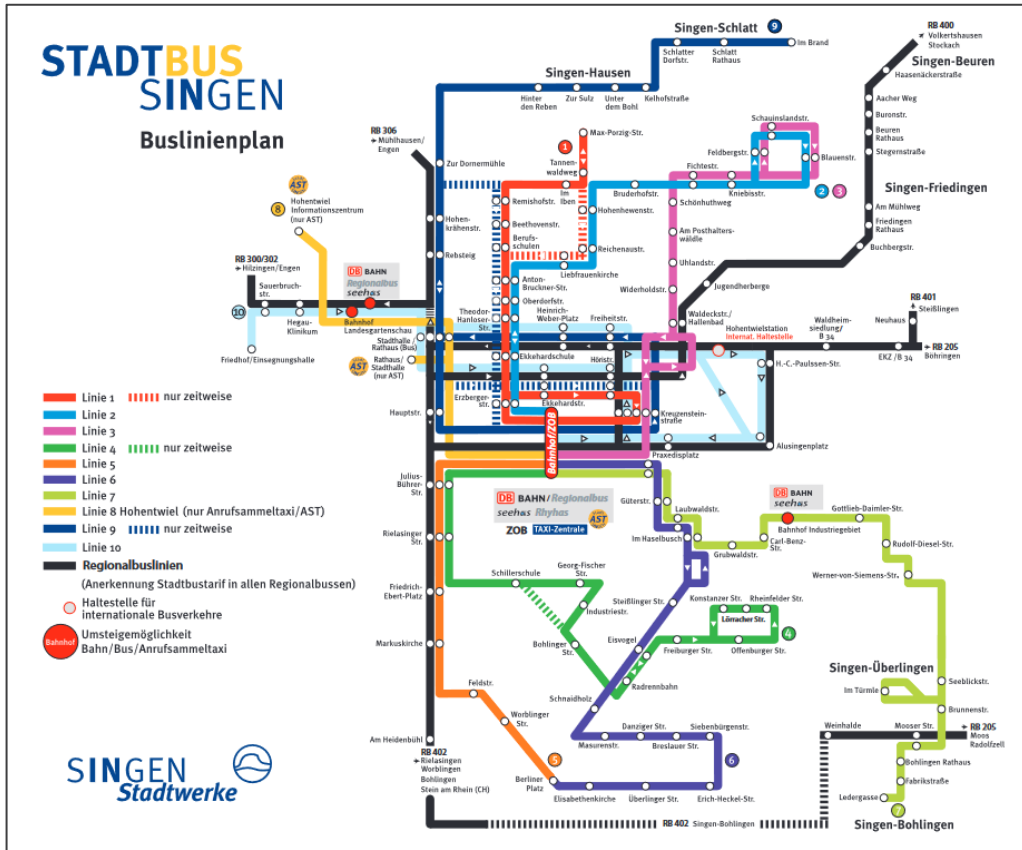 STADTBUS
SINGEN
Buslinienplan
Singen-Schlatt 9
Schlatter
Dorfstr.
Schlatt
Rathaus
Im Brand
Singen-Hausen
Hinter
den Reben
Zur Sulz
Unter
dem Bohl
Kelhofstraße
RB 400
Volkertshausen
Stockach
Singen-Beuren
Haasenäckerstraße
Aacher Weg
Buronstr.
Beuren
Rathaus
Stegernstraße
Singen-Friedingen
Am Mühlweg
Friedingen
Rathaus
Buchbergstr.
RB 306
Mühlhausen/
Engen
1
Max-Porzig-Str.
Tannen-
waldweg
Im
Iben
Schauinslandstr.
Feldbergstr.
Blauenstr.
2 3
Fichtestr.
Kniebisstr.
Bruderhofstr.
Schönhuthweg
Zur Dornermühle
Remishofstr.
Hohenhewenstr.
AST
8
Hohentwiel
Informationszentrum
(nur AST)
Hohen-
krähenstr.
Beethovenstr.
Berufs-
schulen
Reichenaustr.
Am Posthalters-
wäldle
Rebsteig
Liebfrauenkirche
Uhlandstr.
RB 300/302
Hilzingen/Engen
DB BAHN
Regionalbus
seehas
Sauerbruch-
str.
Anton-
Bruckner-Str.
Widerholdstr.
Jugendherberge
Oberdorfstr.
RB 401
Steißlingen
10
Hegau-
Klinikum
Bahnhof
Landesgartenschau
Theodor-
Hanloser-
Str.
Heinrich-
Weber-Platz
Freiheitstr.
Waldeckstr./
Hallenbad
Hohentwielstation
Internat. Haltestelle
Waldheim-
siedlung/
B 34
Neuhaus
Friedhof/Einsegnungshalle
Stadthalle /
Rathaus (Bus)
AST
Rathaus/
Stadthalle
(nur AST)
Ekkehardschule
Höristr.
H.-C.-Paulssen-Str.
EKZ /B 34
RB 205
Böhringen
Hauptstr.
Erzberger-
str.
Ekkehardstr.
Kreuzenstein-
straße
Bahnhof/ZOB
Praxedisplatz
Alusingenplatz
Linie 1 nur zeitweise
Linie 2
Linie 3
Linie 4 nur zeitweise
Linie 5
Linie 6
Linie 7
Linie 8 Hohentwiel (nur Anrufsammeltaxi/AST)
Linie 9 nur zeitweise
Linie 10
Regionalbuslinien
(Anerkennung Stadtbustarif in allen Regionalbussen)
Haltestelle für
internationale Busverkehre
Bahnhof
Umsteigemöglichkeit
Bahn/Bus/Anrufsammeltaxi
Julius-
Bührer-
Str.
DB BAHN/Regionalbus
seehas Rhyhas
ZOB TAXI-Zentrale AST
Güterstr.
Laubwaldstr.
Im Haselbusch
Grubwaldstr.
Carl-Benz-
Str.
DB BAHN
seehas
Bahnhof Industriegebiet
Gottlieb-Daimler-Str.
Rudolf-Diesel-Str.
Werner-von-Siemens-Str.
Rielasinger
Str.
Schillerschule
Georg-Fischer
Str.
Industriestr.
Friedrich-
Ebert-Platz
Steißlinger Str.
Konstanzer Str.
Rheinfelder Str.
Lörracher Str.
4
Markuskirche
Bohlinger
Str.
Eisvogel
Freiburger Str.
Offenburger Str.
Radrennbahn
Singen-Überlingen
Im Türmle
Seeblickstr.
Brunnenstr.
Feldstr.
Schnaidholz
Worblinger
Str.
Masurenstr.
Danziger Str.
Breslauer Str.
Siebenbürgenstr.
Weinhalde
Mooser Str.
RB 205
Moos
Radolfzell
Am Heidenbühl
RB 402
Rielasingen
Worblingen
Bohlingen
Stein am Rhein (CH)
5
Berliner
Platz
6
Elisabethenkirche
Überlinger Str.
Erich-Heckel-Str.
Bohlingen Rathaus
Fabrikstraße
Ledergasse
7
Singen-Bohlingen
RB 402 Singen-Bohlingen
SINGEN
Stadtwerke